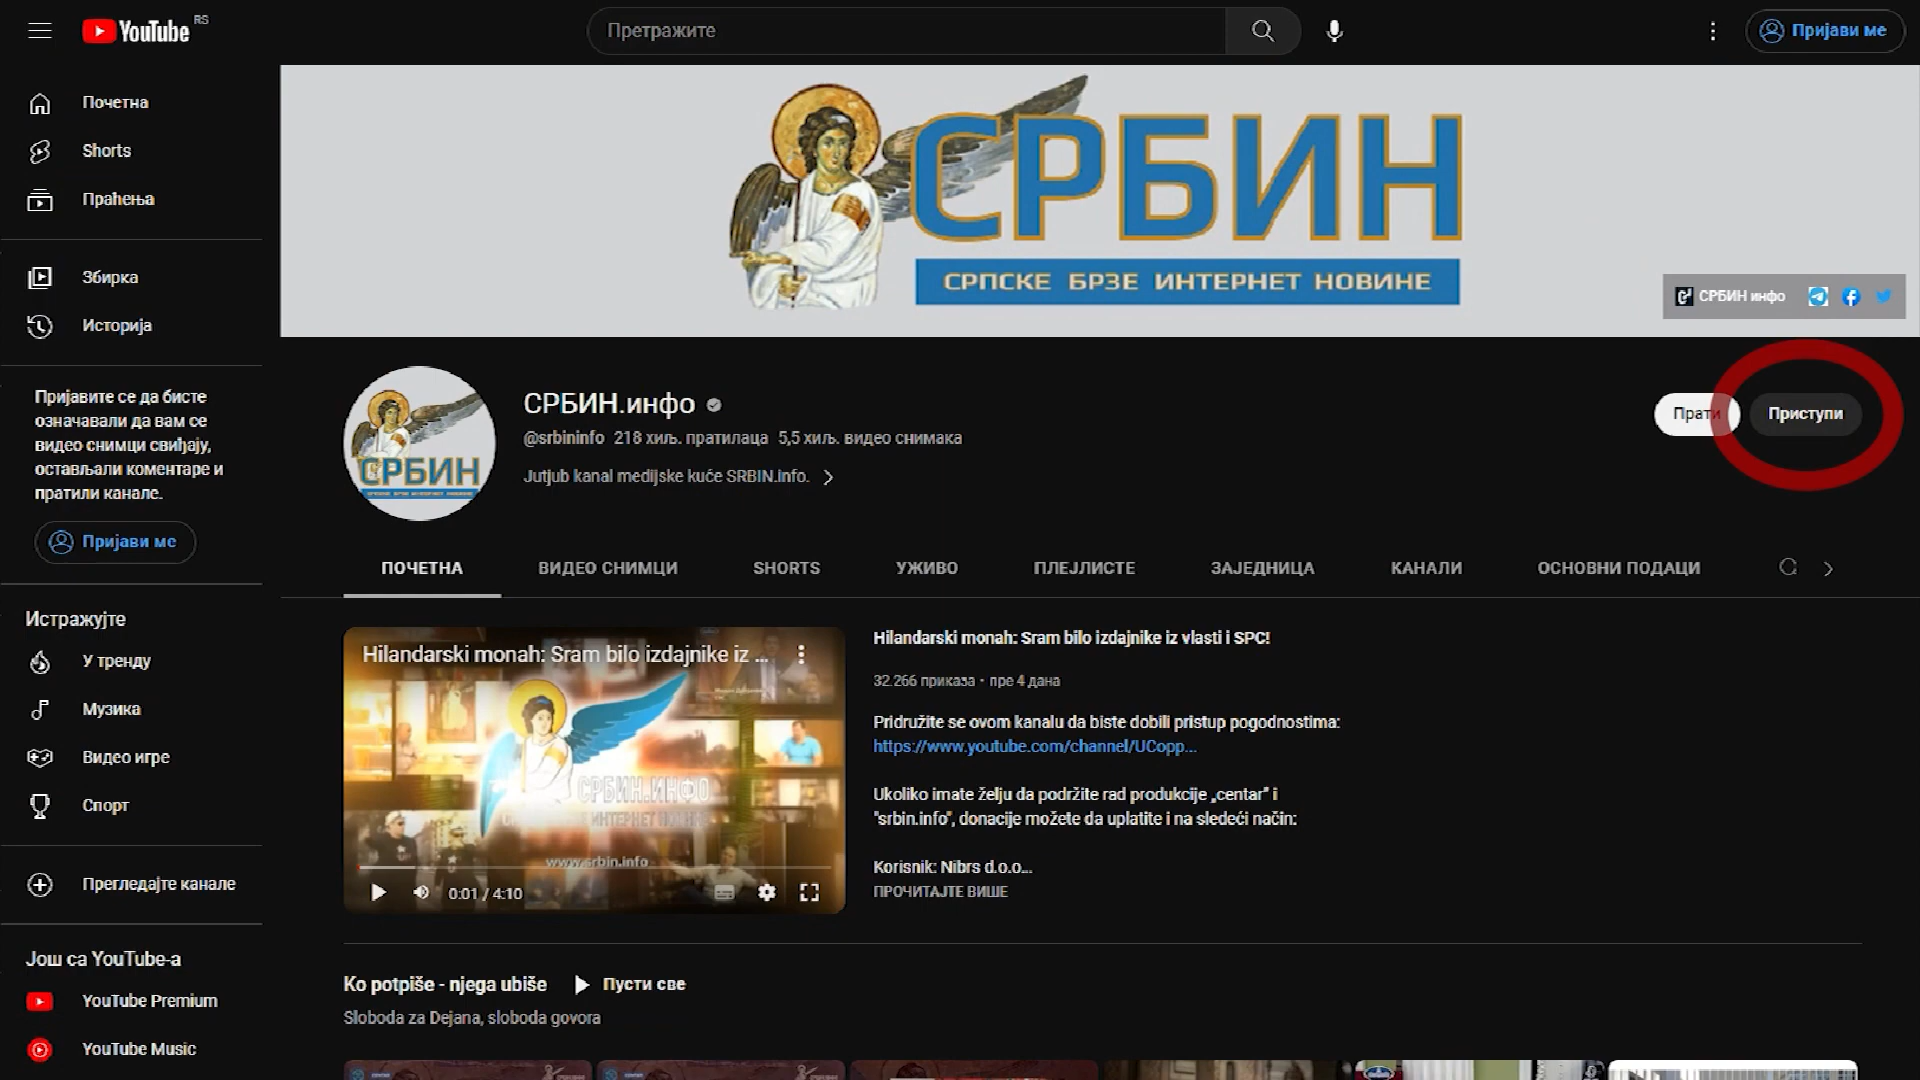 YouTube RS
Претражите
Пријави ме
Почетна
Shorts
Праћења
Збирка
Историја
Пријавите се да бисте
означавали да вам се
видео снимци свиђају,
остављали коментаре и
пратили канале.
Пријави ме
Истражујте
У тренду
Музика
Видео игре
Спорт
Прегледајте канале
Још са YouTube-а
YouTube Premium
YouTube Music
СРБИН
СРПСКЕ БРЗЕ ИНТЕРНЕТ НОВИНЕ
СРБИН инфо
СРБИН
СРБИН.инфо
@srbininfo 218 хиљ. пратилаца 5,5 хиљ. видео снимака
Jutjub kanal medijske kuće SRBIN.info.
Прати
Приступи
ПОЧЕТНА ВИДЕО СНИМЦИ SHORTS УЖИВО ПЛЕЈЛИСТЕ ЗАЈЕДНИЦА КАНАЛИ ОСНОВНИ ПОДАЦИ
Hilandarski monah: Sram bilo izdajnike iz ...
СРБИН.ИНФО
www.srbin.info
0:01 / 4:10
Hilandarski monah: Sram bilo izdajnike iz vlasti i SPC!
32.266 приказа • пре 4 дана
Pridružite se ovom kanalu da biste dobili pristup pogodnostima:
https://www.youtube.com/channel/UCopp...
Ukoliko imate želju da podržite rad produkcije „centar" i
"srbin.info", donacije možete da uplatite i na sledeći način:
Korisnik: Nibrs d.o.o...
ПРОЧИТАЈТЕ ВИШЕ
Ko potpiše - njega ubiše
Пусти све
Sloboda za Dejana, sloboda govora